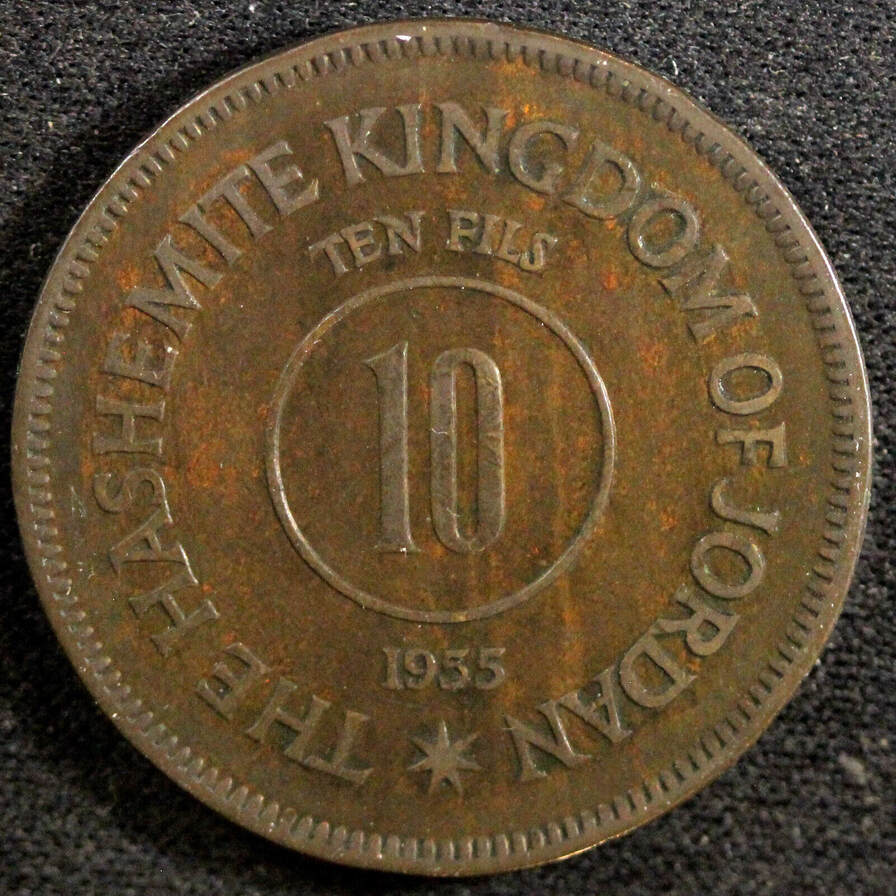 THE HASHEMITE KINGDOM OF JORDAN
TEN FILS
10
1955